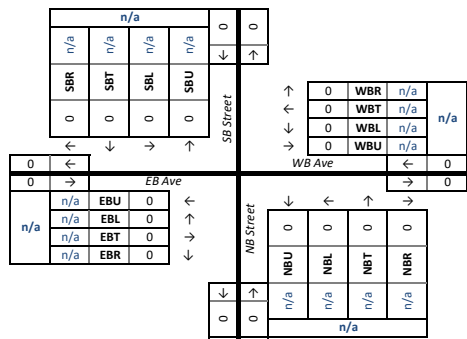 n/a 0 0
n/a n/a n/a n/a
↓ ↑
SBR SBT SBL SBU
0 0 0 0
← ↓ → ↑
SB Street
↑ 0 WBR n/a
← 0 WBT n/a
↓ 0 WBL n/a
→ 0 WBU n/a
n/a
WB Ave
0 ← ← 0
0 → → 0
EB Ave
n/a
n/a EBU 0 ←
n/a EBL 0 ↑
n/a EBT 0 →
n/a EBR 0 ↓
NB Street
↓ ← ↑ →
0 0 0 0
NBU NBL NBT NBR
↓ ↑
n/a n/a n/a n/a
0 0 n/a